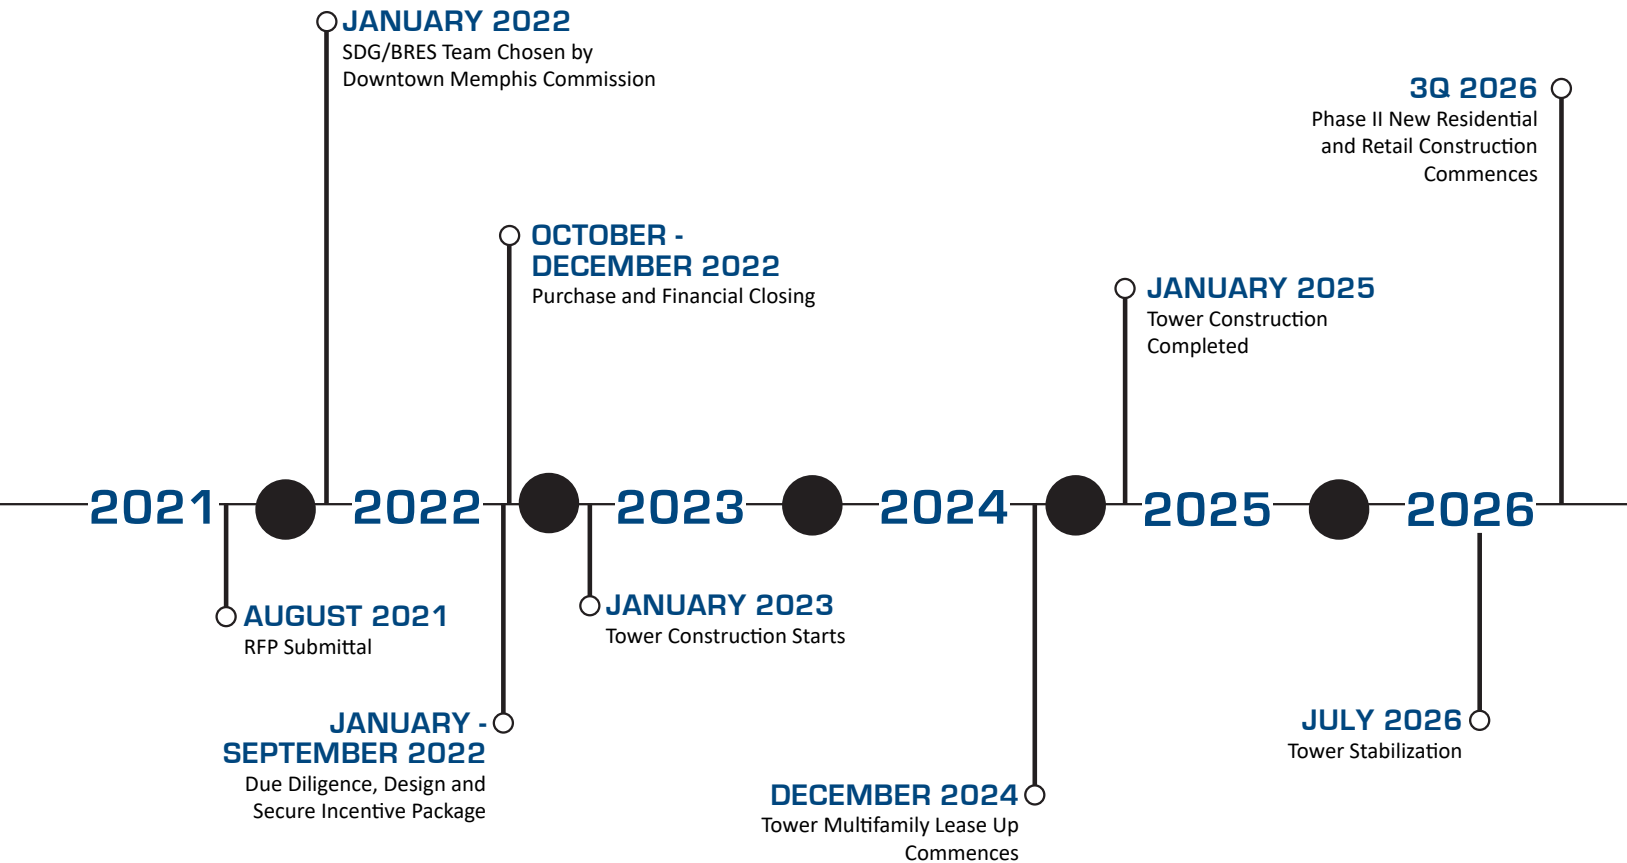 JANUARY 2022
SDG/BRES Team Chosen by
Downtown Memphis Commission
3Q 2026
Phase II New Residential
and Retail Construction
Commences
OCTOBER -
DECEMBER 2022
Purchase and Financial Closing
JANUARY 2025
Tower Construction
Completed
2021
2022
2023
2024
2025
2026
AUGUST 2021
RFP Submittal
JANUARY 2023
Tower Construction Starts
JANUARY -
SEPTEMBER 2022
Due Diligence, Design and
Secure Incentive Package
DECEMBER 2024
Tower Multifamily Lease Up
Commences
JULY 2026
Tower Stabilization